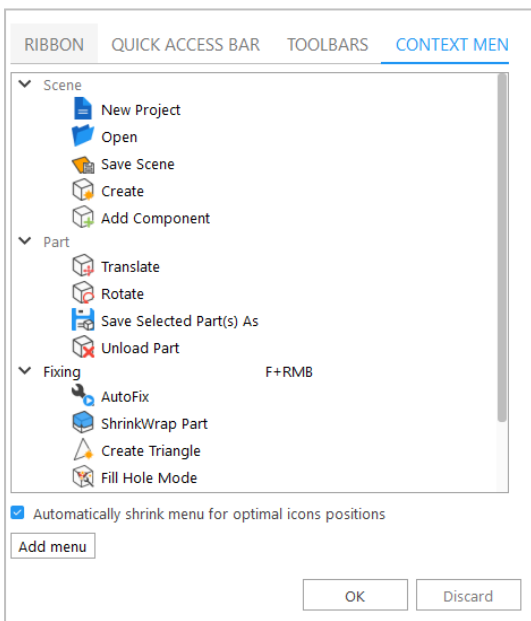 RIBBON QUICK ACCESS BAR TOOLBARS CONTEXT MEN
Scene
New Project
Open
Save Scene
Create
Add Component
Part
Translate
Rotate
Save Selected Part(s) As
Unload Part
Fixing F+RMB
AutoFix
ShrinkWrap Part
Create Triangle
Fill Hole Mode
Automatically shrink menu for optimal icons positions
Add menu
OK Discard